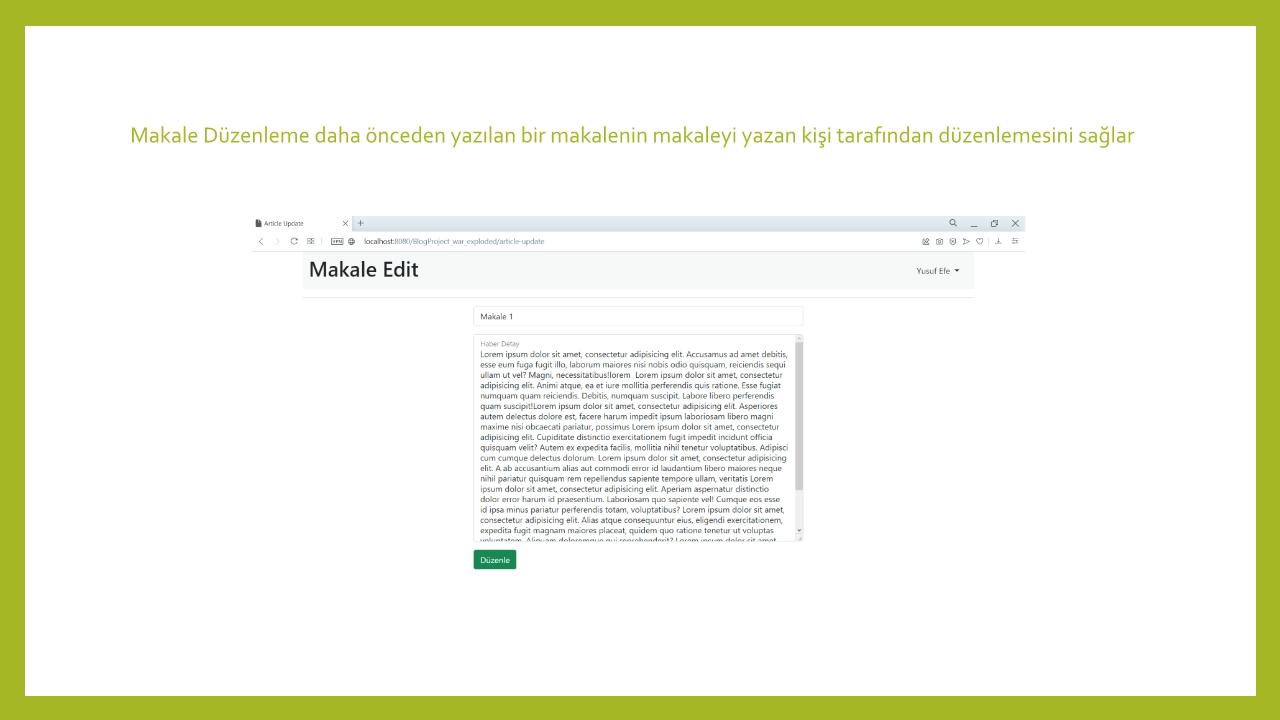 Makale Düzenleme daha önceden yazılan bir makalenin makaleyi yazan kişi tarafından düzenlemesini sağlar
Article Update
VPN localhost:8080/BlogProject_war_exploded/article-update
Makale Edit
Yusuf Efe
Makale 1
Haber Detay
Lorem ipsum dolor sit amet, consectetur adipisicing elit. Accusamus ad amet debitis,
esse eum fuga fugit illo, laborum maiores nisi nobis odio quisquam, reiciendis sequi
ullam ut vel? Magni, necessitatibus!lorem  Lorem ipsum dolor sit amet, consectetur
adipisicing elit. Animi atque, ea et iure mollitia perferendis quis ratione. Esse fugiat
numquam quam reiciendis. Debitis, numquam suscipit. Labore libero perferendis
quam suscipit!Lorem ipsum dolor sit amet, consectetur adipisicing elit. Asperiores
autem delectus dolore est, facere harum impedit ipsum laboriosam libero magni
maxime nisi obcaecati pariatur, possimus Lorem ipsum dolor sit amet, consectetur
adipisicing elit. Cupiditate distinctio exercitationem fugit impedit incidunt officia
quisquam velit? Autem ex expedita facilis, mollitia nihil tenetur voluptatibus. Adipisci
cum cumque delectus dolorum. Lorem ipsum dolor sit amet, consectetur adipisicing
elit. A ab accusantium alias aut commodi error id laudantium libero maiores neque
nihil pariatur quisquam rem repellendus sapiente tempore ullam, veritatis Lorem
ipsum dolor sit amet, consectetur adipisicing elit. Aperiam aspernatur distinctio
dolor error harum id praesentium. Laboriosam quo sapiente vel! Cumque eos esse
id ipsa minus pariatur perferendis totam, voluptatibus? Lorem ipsum dolor sit amet,
consectetur adipisicing elit. Alias atque consequuntur eius, eligendi exercitationem,
expedita fugit magnam maiores placeat, quidem quo ratione tenetur ut voluptas
voluptatem. Aliquam doloremque qui reprehenderit? Lorem ipsum dolor sit amet
Düzenle